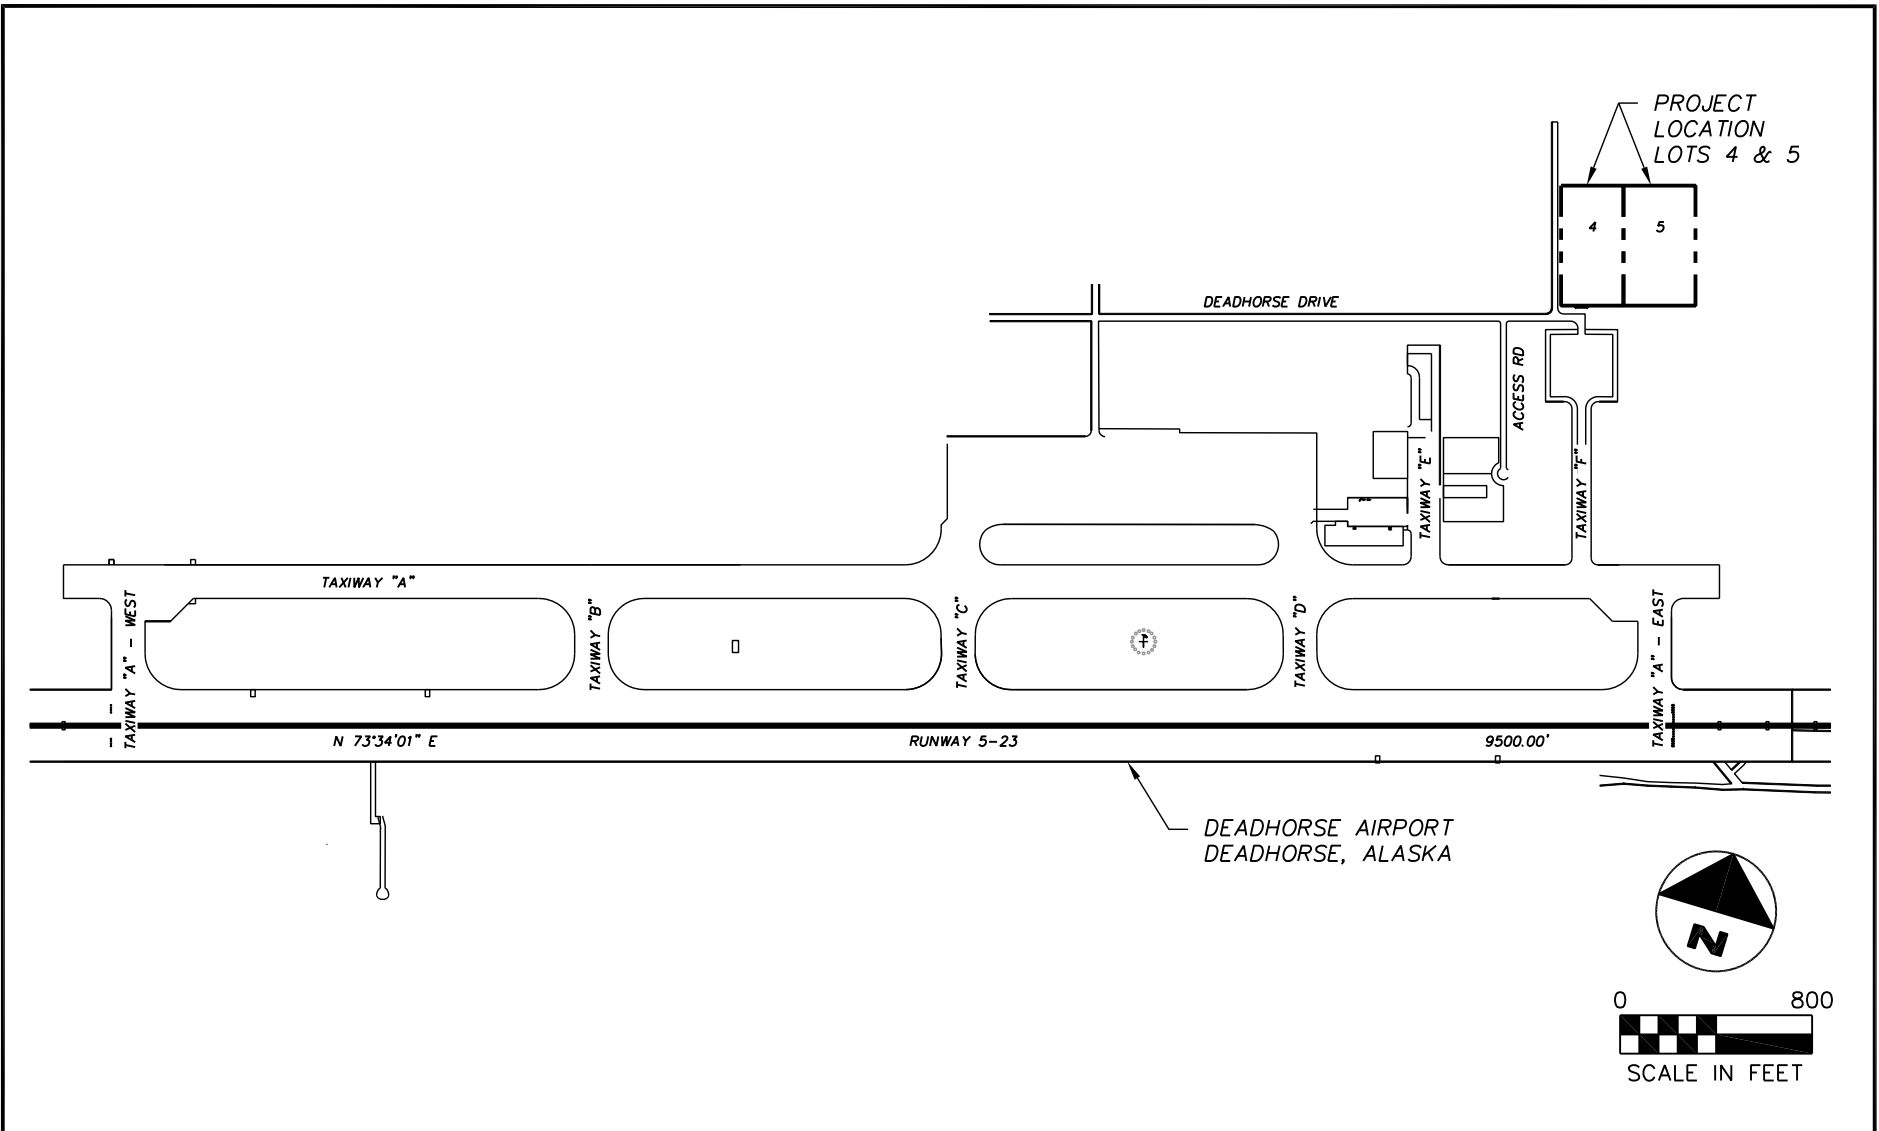 PROJECT
LOCATION
LOTS 4 & 5
4
5
DEADHORSE DRIVE
ACCESS RD
TAXIWAY "E"
TAXIWAY "F"
TAXIWAY "A"
TAXIWAY "A" - WEST
TAXIWAY "B"
TAXIWAY "C"
TAXIWAY "D"
TAXIWAY "A" - EAST
N 73°34'01" E
RUNWAY 5-23
9500.00'
DEADHORSE AIRPORT
DEADHORSE, ALASKA
N
0 800
SCALE IN FEET